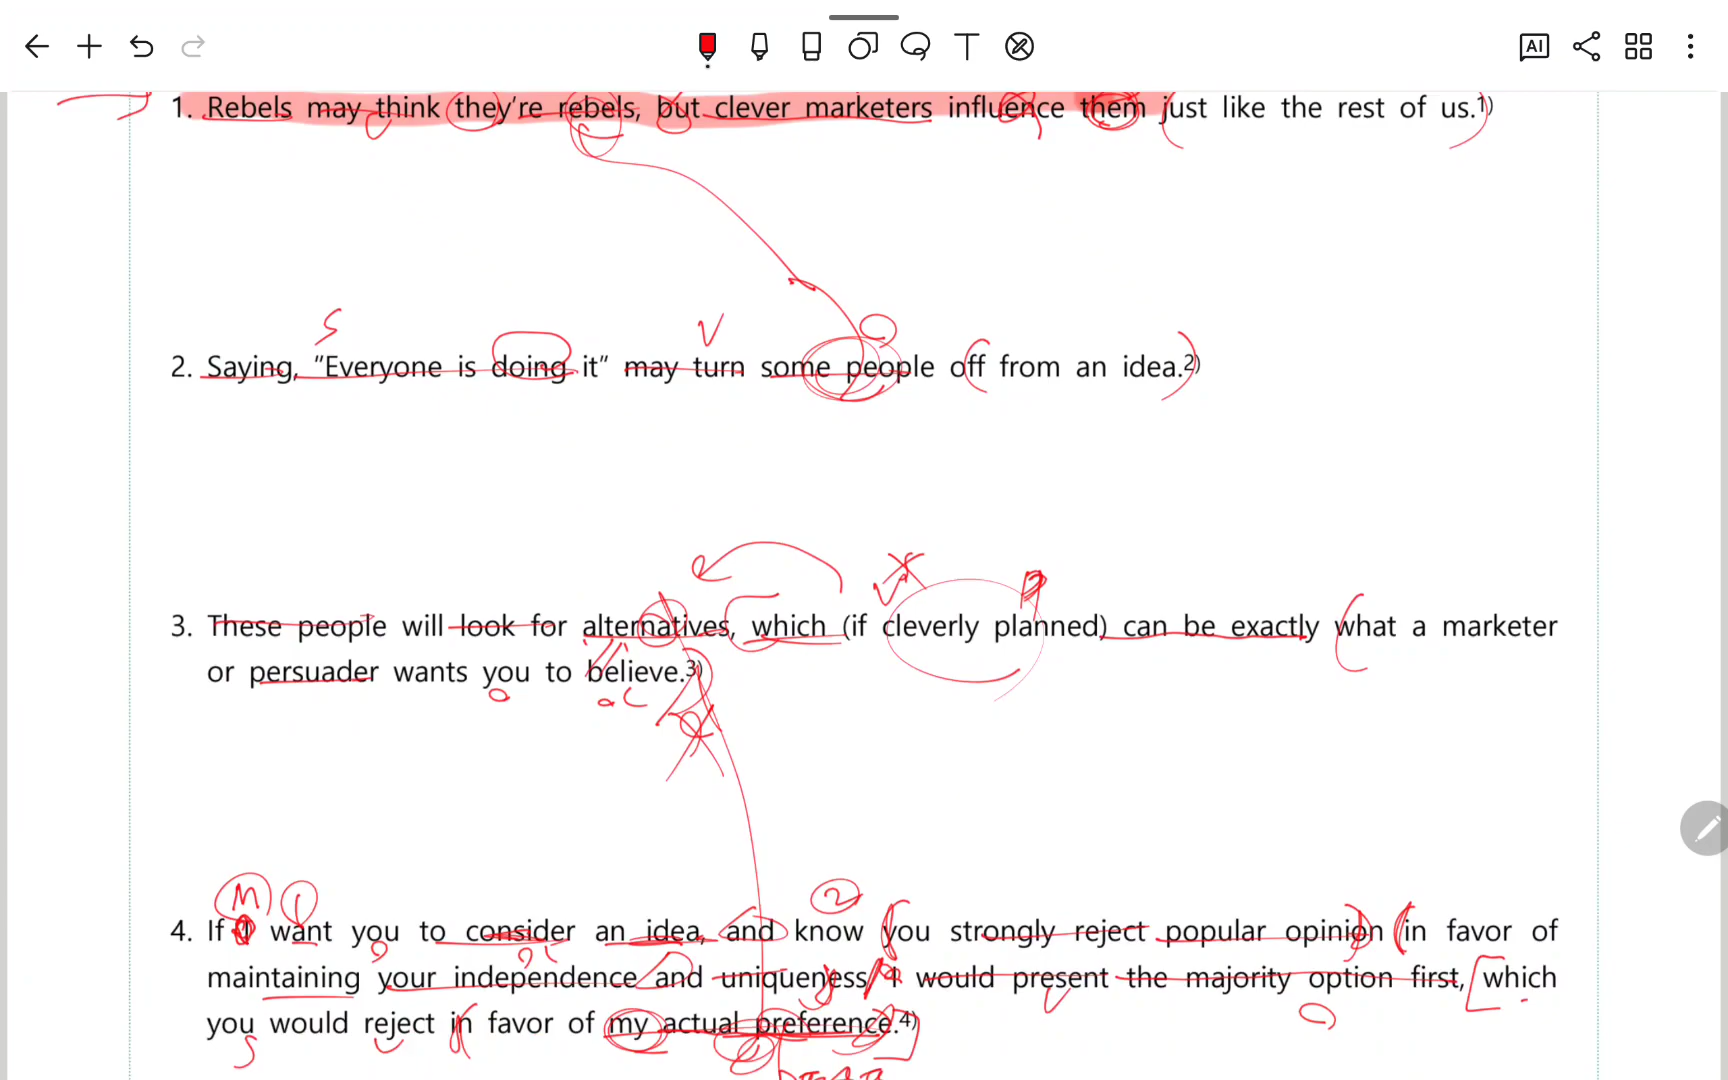 AI
1. Rebels may think they're rebels, but clever marketers influence them just like the rest of us.1)
S
V
2. Saying, "Everyone is doing it" may turn some people off from an idea.2)
3. These people will look for alternatives, which (if cleverly planned) can be exactly what a marketer
or persuader wants you to believe.3)
M 1
2
4. If I want you to consider an idea, and know you strongly reject popular opinion in favor of
maintaining your independence and uniqueness, I would present the majority option first, which
you would reject in favor of my actual preference.4)
S